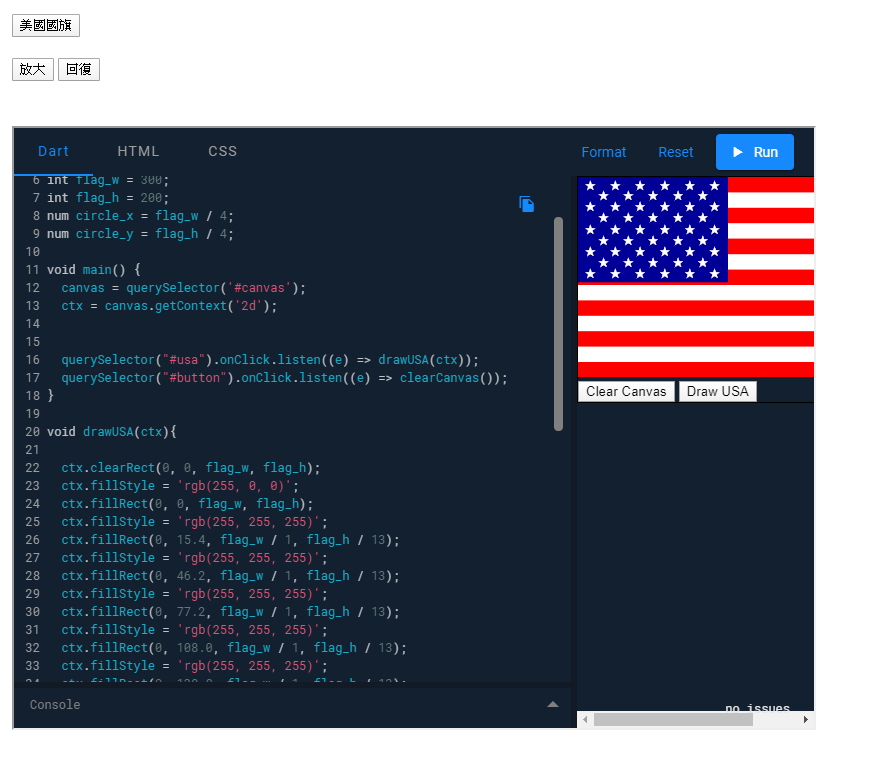 美國國旗
放大 回復
Dart HTML CSS Format Reset Run
6 int flag_w = 300;
7 int flag_h = 200;
8 num circle_x = flag_w / 4;
9 num circle_y = flag_h / 4;
10
11 void main() {
12 canvas = querySelector('#canvas');
13 ctx = canvas.getContext('2d');
14
15
16 querySelector("#usa").onClick.listen((e) => drawUSA(ctx));
17 querySelector("#button").onClick.listen((e) => clearCanvas());
18 }
19
20 void drawUSA(ctx){
21
22 ctx.clearRect(0, 0, flag_w, flag_h);
23 ctx.fillStyle = 'rgb(255, 0, 0)';
24 ctx.fillRect(0, 0, flag_w, flag_h);
25 ctx.fillStyle = 'rgb(255, 255, 255)';
26 ctx.fillRect(0, 15.4, flag_w / 1, flag_h / 13);
27 ctx.fillStyle = 'rgb(255, 255, 255)';
28 ctx.fillRect(0, 46.2, flag_w / 1, flag_h / 13);
29 ctx.fillStyle = 'rgb(255, 255, 255)';
30 ctx.fillRect(0, 77.2, flag_w / 1, flag_h / 13);
31 ctx.fillStyle = 'rgb(255, 255, 255)';
32 ctx.fillRect(0, 108.0, flag_w / 1, flag_h / 13);
33 ctx.fillStyle = 'rgb(255, 255, 255)';
Clear Canvas Draw USA
Console
no issues